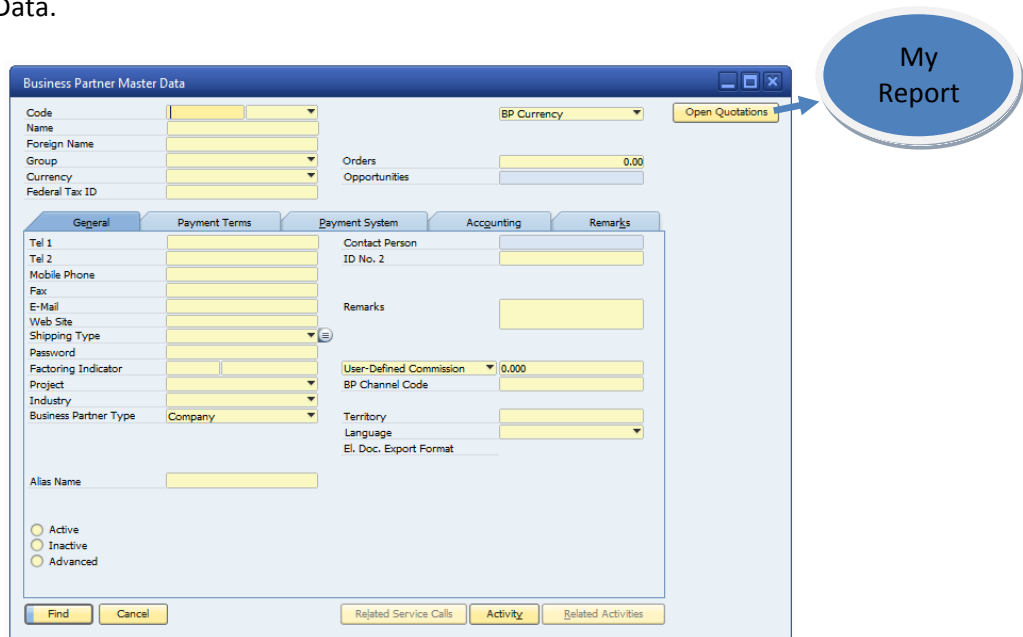 Data.
My
Report
Business Partner Master Data
Code
BP Currency
Open Quotations
Name
Foreign Name
Group
Orders 0.00
Currency
Opportunities
Federal Tax ID
General Payment Terms Payment System Accounting Remarks
Tel 1
Contact Person
Tel 2
ID No. 2
Mobile Phone
Fax
E-Mail
Remarks
Web Site
Shipping Type
Password
Factoring Indicator
User-Defined Commission 0.000
Project
BP Channel Code
Industry
Business Partner Type Company
Territory
Language
El. Doc. Export Format
Alias Name
Active
Inactive
Advanced
Find Cancel Related Service Calls Activity Related Activities